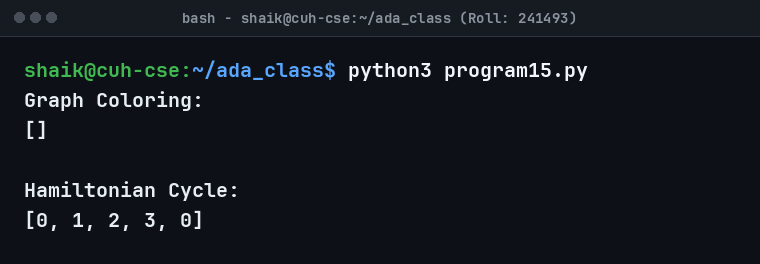 bash - shaik@cuh-cse:~/ada_class (Roll: 241493)
shaik@cuh-cse:~/ada_class$ python3 program15.py
Graph Coloring:
[]
Hamiltonian Cycle:
[0, 1, 2, 3, 0]